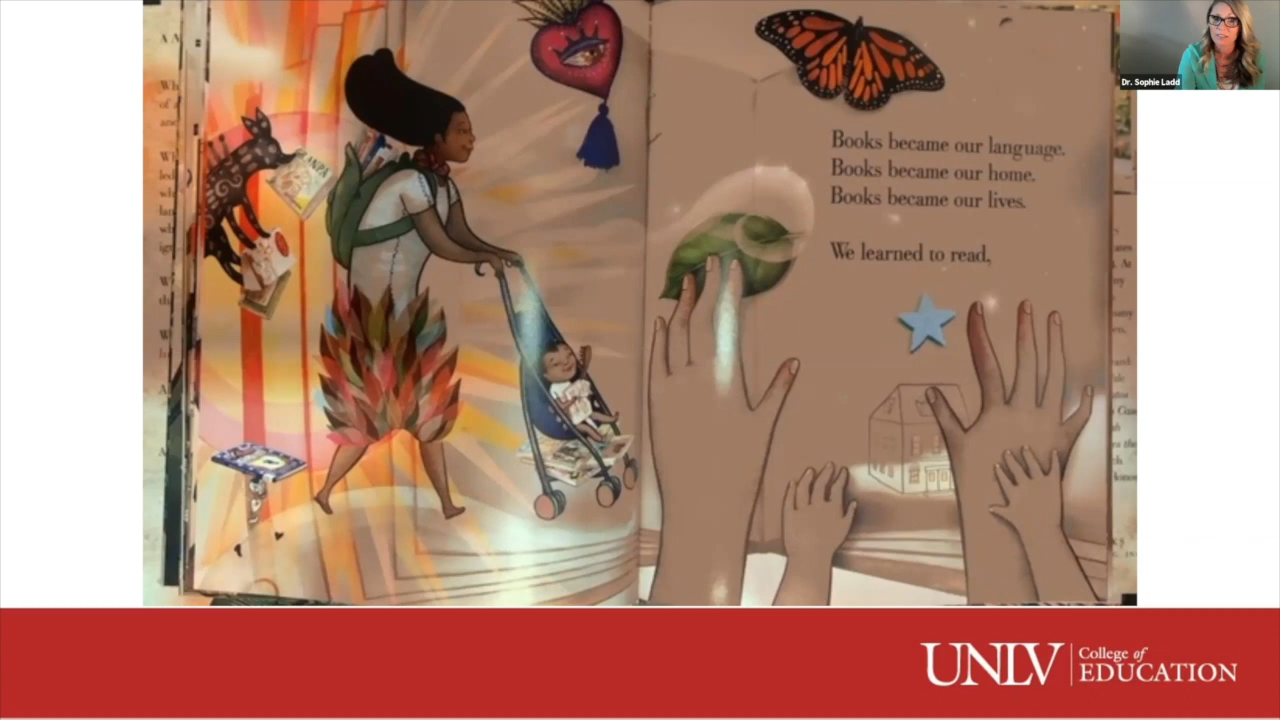 Dr. Sophie Ladd
Books became our language.
Books became our home.
Books became our lives.
We learned to read,
UNLV
College of
EDUCATION